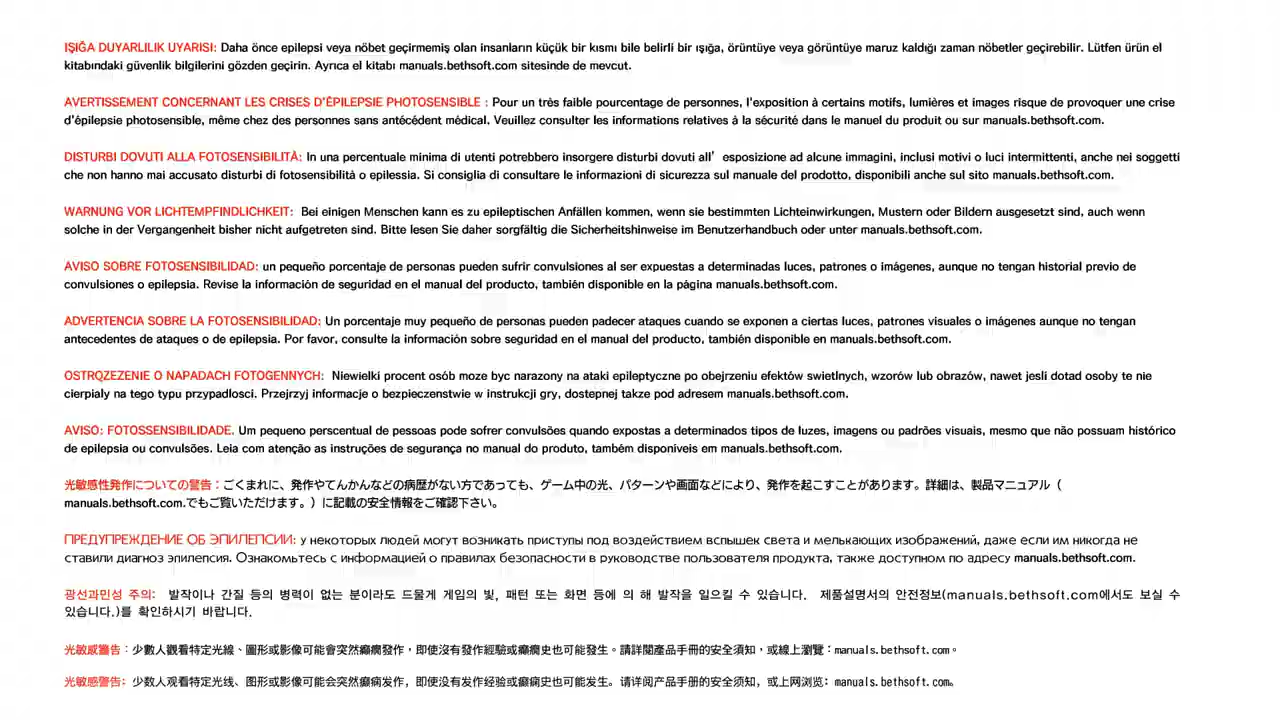 IŞIĞA DUYARLILIK UYARISI: Daha önce epilepsi veya nöbet geçirmemiş olan insanların küçük bir kısmı bile belirli bir ışığa, örüntüye veya görüntüye maruz kaldığı zaman nöbetler geçirebilir. Lütfen ürün el
kitabındaki güvenlik bilgilerini gözden geçirin. Ayrıca el kitabı manuals.bethsoft.com sitesinde de mevcut.
AVERTISSEMENT CONCERNANT LES CRISES D'ÉPILEPSIE PHOTOSENSIBLE : Pour un très faible pourcentage de personnes, l'exposition à certains motifs, lumières et images risque de provoquer une crise
d'épilepsie photosensible, même chez des personnes sans antécédent médical. Veuillez consulter les informations relatives à la sécurité dans le manuel du produit ou sur manuals.bethsoft.com.
DISTURBI DOVUTI ALLA FOTOSENSIBILITÀ: In una percentuale minima di utenti potrebbero insorgere disturbi dovuti all' esposizione ad alcune immagini, inclusi motivi o luci intermittenti, anche nei soggetti
che non hanno mai accusato disturbi di fotosensibilità o epilessia. Si consiglia di consultare le informazioni di sicurezza sul manuale del prodotto, disponibili anche sul sito manuals.bethsoft.com.
WARNUNG VOR LICHTEMPFINDLICHKEIT: Bei einigen Menschen kann es zu epileptischen Anfällen kommen, wenn sie bestimmten Lichteinwirkungen, Mustern oder Bildern ausgesetzt sind, auch wenn
solche in der Vergangenheit bisher nicht aufgetreten sind. Bitte lesen Sie daher sorgfältig die Sicherheitshinweise im Benutzerhandbuch oder unter manuals.bethsoft.com.
AVISO SOBRE FOTOSENSIBILIDAD: un pequeño porcentaje de personas pueden sufrir convulsiones al ser expuestas a determinadas luces, patrones o imágenes, aunque no tengan historial previo de
convulsiones o epilepsia. Revise la información de seguridad en el manual del producto, también disponible en la página manuals.bethsoft.com.
ADVERTENCIA SOBRE LA FOTOSENSIBILIDAD: Un porcentaje muy pequeño de personas pueden padecer ataques cuando se exponen a ciertas luces, patrones visuales o imágenes aunque no tengan
antecedentes de ataques o de epilepsia. Por favor, consulte la información sobre seguridad en el manual del producto, también disponible en manuals.bethsoft.com.
OSTRQZEZENIE O NAPADACH FOTOGENNYCH: Niewielki procent osób moze byc narazony na ataki epileptyczne po obejrzeniu efektów swietlnych, wzorów lub obrazów, nawet jesli dotad osoby te nie
cierpialy na tego typu przypadlosci. Przejrzyj informacje o bezpieczenstwie w instrukcji gry, dostepnej takze pod adresem manuals.bethsoft.com.
AVISO: FOTOSSENSIBILIDADE. Um pequeno perscentual de pessoas pode sofrer convulsões quando expostas a determinados tipos de luzes, imagens ou padrões visuais, mesmo que não possuam histórico
de epilepsia ou convulsões. Leia com atenção as instruções de segurança no manual do produto, também disponíveis em manuals.bethsoft.com.
光敏感性発作についての警告：ごくまれに、発作やてんかんなどの病歴がない方であっても、ゲーム中の光、パターンや画面などにより、発作を起こすことがあります。詳細は、製品マニュアル（
manuals.bethsoft.com.でもご覧いただけます。）に記載の安全情報をご確認下さい。
ПРЕДУПРЕЖДЕНИЕ ОБ ЭПИЛЕПСИИ: у некоторых людей могут возникать приступы под воздействием вспышек света и мелькающих изображений, даже если им никогда не
ставили диагноз эпилепсия. Ознакомьтесь с информацией о правилах безопасности в руководстве пользователя продукта, также доступном по адресу manuals.bethsoft.com.
광선과민성 주의: 발작이나 간질 등의 병력이 없는 분이라도 드물게 게임의 빛, 패턴 또는 화면 등에 의 해 발작을 일으킬 수 있습니다. 제품설명서의 안전정보(manuals.bethsoft.com에서도 보실 수
있습니다.)를 확인하시기 바랍니다.
光敏感警告：少數人觀看特定光線、圖形或影像可能會突然癲癇發作，即使沒有發作經驗或癲癇史也可能發生。請詳閱產品手冊的安全須知，或線上瀏覽：manuals.bethsoft.com。
光敏感警告: 少数人观看特定光线、图形或影像可能会突然癫痫发作，即使没有发作经验或癫痫史也可能发生。请详阅产品手册的安全须知，或上网浏览: manuals.bethsoft.com。